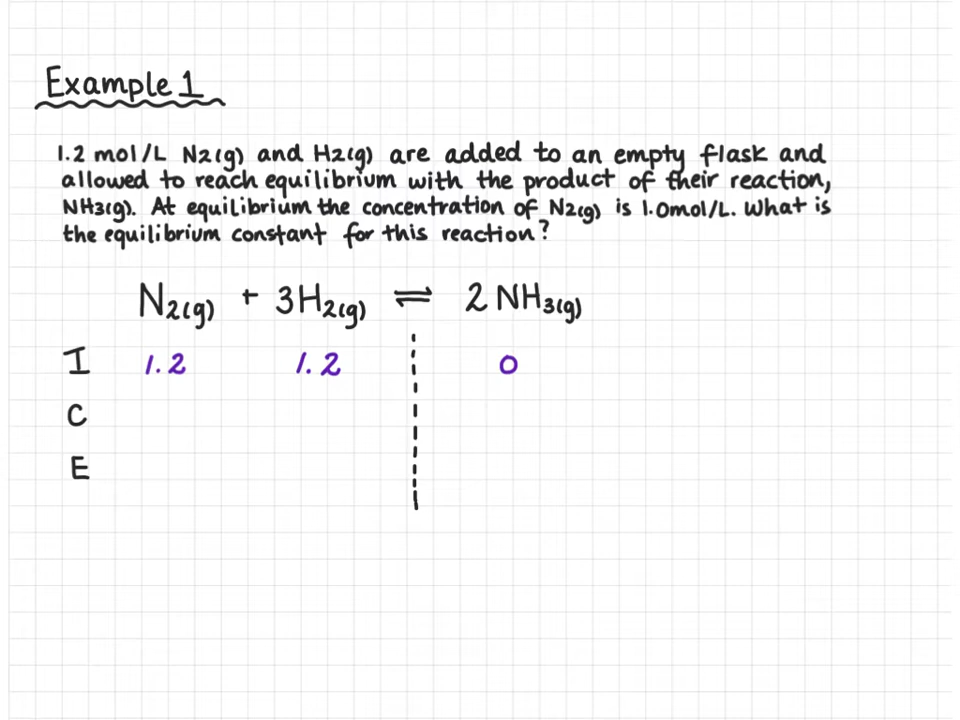 Example 1
1.2 mol/L N2(g) and H2(g) are added to an empty flask and
allowed to reach equilibrium with the product of their reaction,
NH3(g). At equilibrium the concentration of N2(g) is 1.0mol/L. What is
the equilibrium constant for this reaction?
N2(g) + 3H2(g) ⇌ 2 NH3(g)
I 1.2 1.2 0
C
E